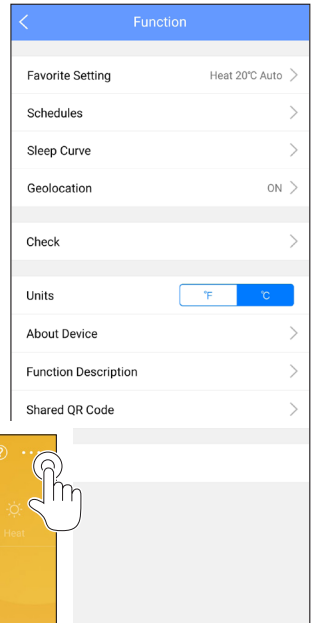 Function
Favorite Setting Heat 20°C Auto
Schedules
Sleep Curve
Geolocation ON
Check
Units °F °C
About Device
Function Description
Shared QR Code
?
Heat